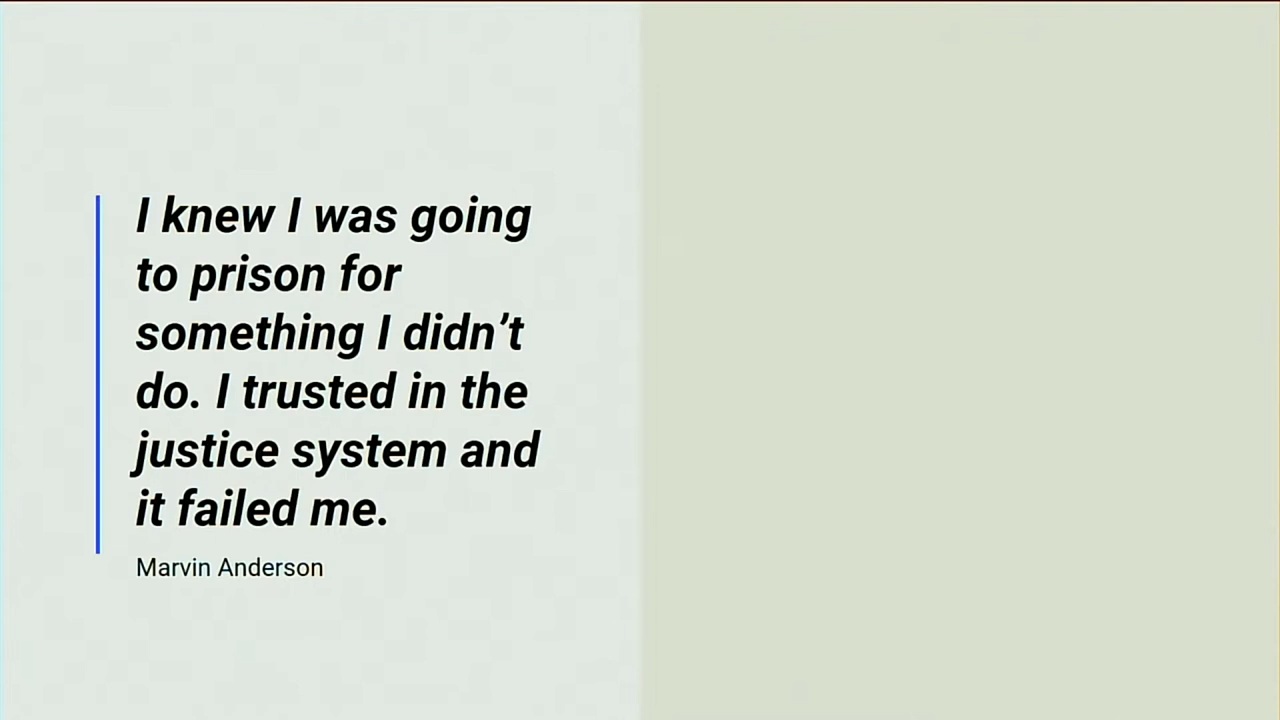 I knew I was going
to prison for
something I didn’t
do. I trusted in the
justice system and
it failed me.
Marvin Anderson